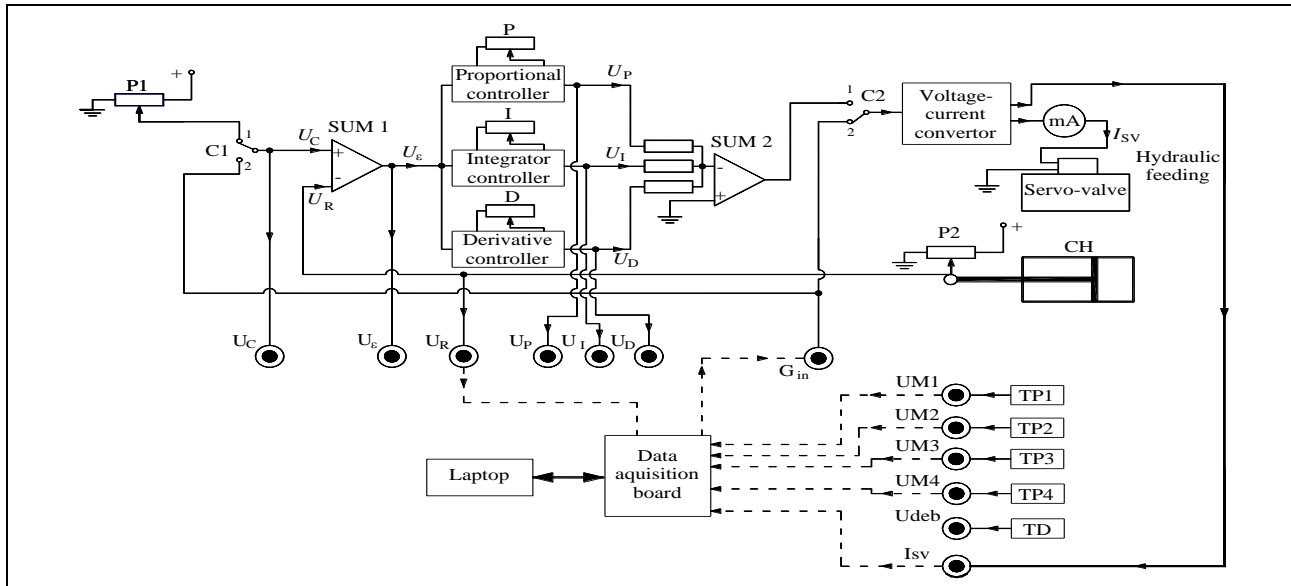 P
P1
+
Proportional
controller
U_P
1
C2
2
Voltage-
current
convertor
mA
I_SV
Hydraulic
feeding
Servo-valve
1
C1
2
U_C
SUM 1
+
-
U_R
U_ε
I
Integrator
controller
U_I
SUM 2
-
+
D
Derivative
controller
U_D
P2
+
CH
U_C
U_ε
U_R
U_P
U_I
U_D
G_in
UM1
TP1
UM2
TP2
UM3
TP3
UM4
TP4
Udeb
TD
Isv
Laptop
Data
aquisition
board